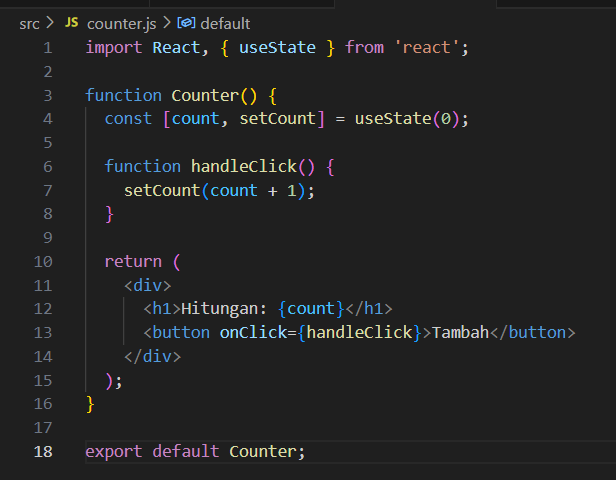 src > JS counter.js > default
1 import React, { useState } from 'react';
2
3 function Counter() {
4 const [count, setCount] = useState(0);
5
6 function handleClick() {
7 setCount(count + 1);
8 }
9
10 return (
11 <div>
12 <h1>Hitungan: {count}</h1>
13 <button onClick={handleClick}>Tambah</button>
14 </div>
15 );
16 }
17
18 export default Counter;